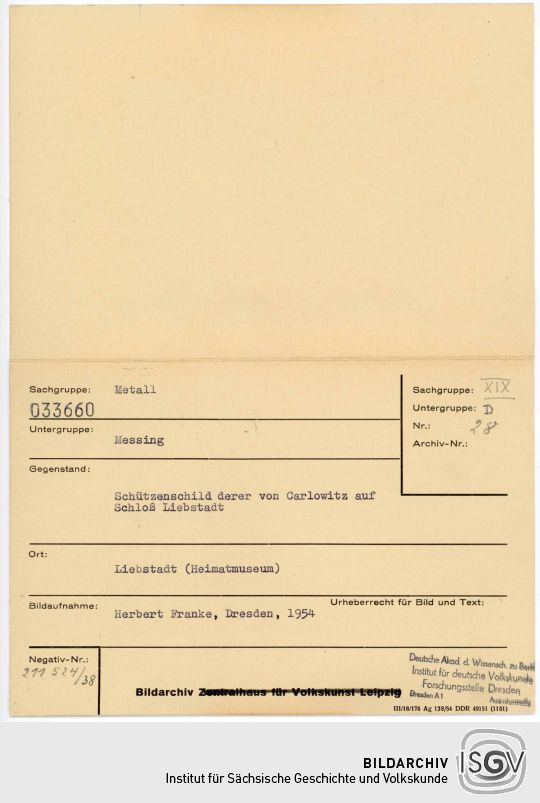 Sachgruppe: Metall
033660
Untergruppe:
Messing
Gegenstand:
Schützenschild derer von Carlowitz auf
Schloß Liebstadt
Ort:
Liebstadt (Heimatmuseum)
Bildaufnahme:
Herbert Franke, Dresden, 1954
Urheberrecht für Bild und Text:
Sachgruppe: XIX
Untergruppe: D
Nr.: 28
Archiv-Nr.:
Negativ-Nr.:
211 524/38
Bildarchiv Zentralhaus für Volkskunst Leipzig
Deutsche Akad. d. Wissensch. zu Berlin
Institut für deutsche Volkskunde
Forschungsstelle Dresden
Dresden A 1
III/18/176 Ag 138/54 DDR 49151 (1161)
BILDARCHIV ISGV
Institut für Sächsische Geschichte und Volkskunde